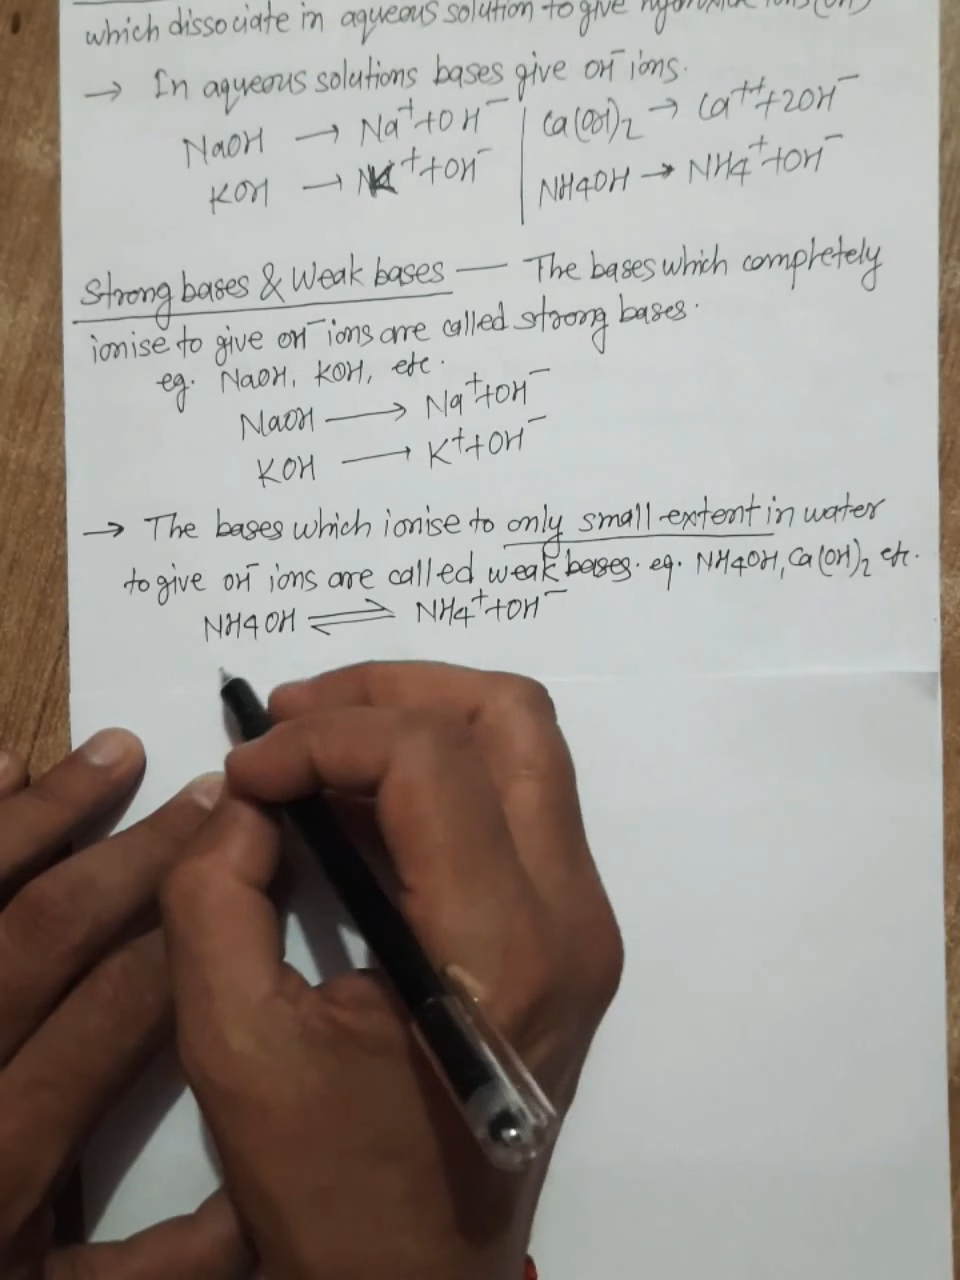 which dissociate in aqueous solution to give
→ In aqueous solutions bases give OH⁻ ions.
NaOH → Na⁺+OH⁻ | Ca(OH)₂ → Ca⁺⁺+2OH⁻
KOH → K⁺+OH⁻ | NH4OH → NH4⁺+OH⁻
Strong bases & Weak bases — The bases which completely
ionise to give OH⁻ ions are called strong bases.
eg. NaOH, KOH, etc.
NaOH → Na⁺+OH⁻
KOH → K⁺+OH⁻
→ The bases which ionise to only small extent in water
to give OH⁻ ions are called weak bases. eg. NH4OH, Ca(OH)₂ etc.
NH4OH ⇌ NH4⁺+OH⁻